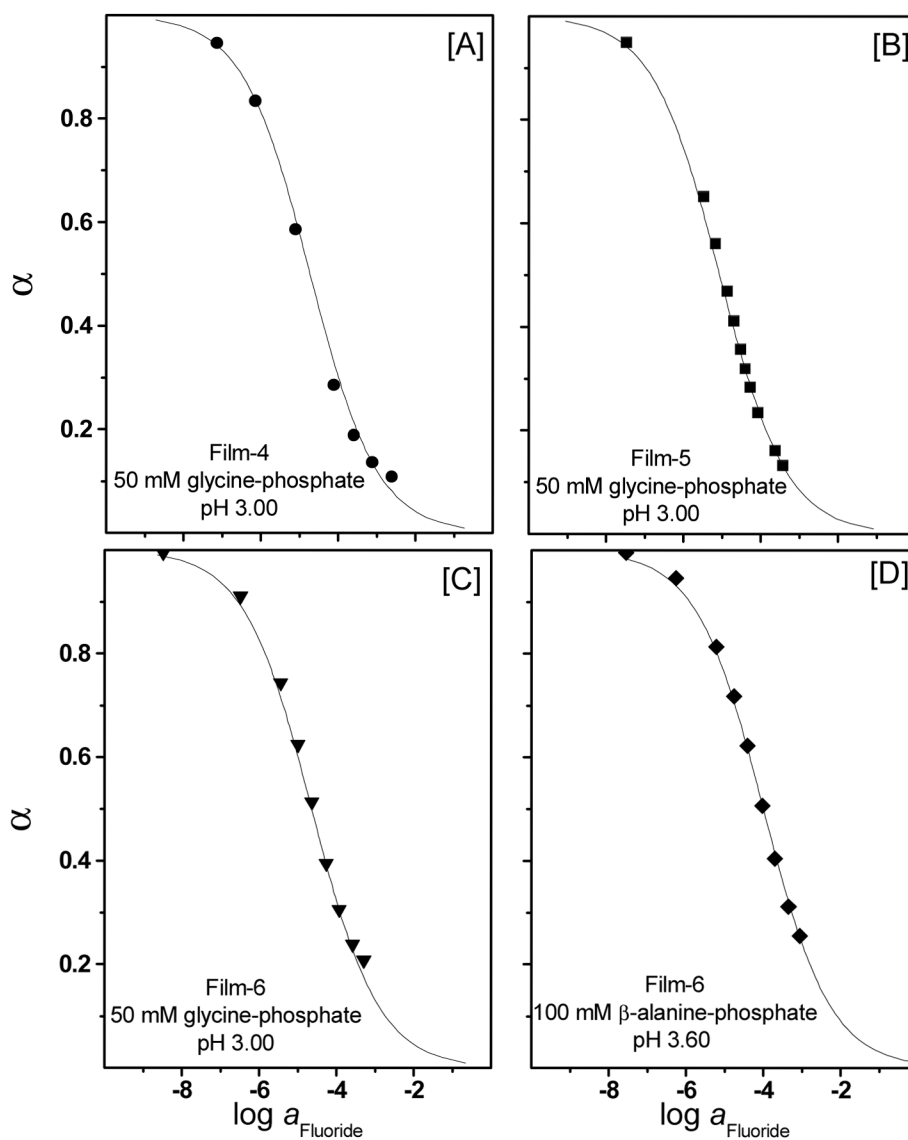 [A]
[B]
0.8
0.6
α
0.4
0.2
Film-4
50 mM glycine-phosphate
pH 3.00
Film-5
50 mM glycine-phosphate
pH 3.00
[C]
[D]
0.8
0.6
α
0.4
0.2
Film-6
50 mM glycine-phosphate
pH 3.00
Film-6
100 mM β-alanine-phosphate
pH 3.60
-8 -6 -4 -2
-8 -6 -4 -2
log a Fluoride
log a Fluoride